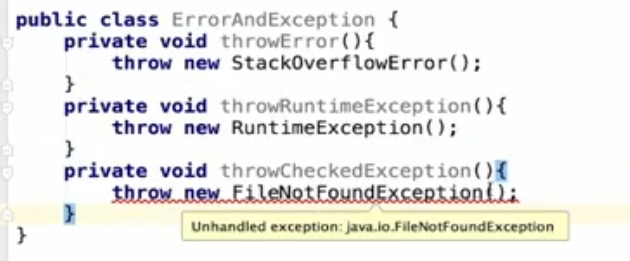 public class ErrorAndException {
    private void throwError(){
        throw new StackOverflowError();
    }
    private void throwRuntimeException(){
        throw new RuntimeException();
    }
    private void throwCheckedException(){
        throw new FileNotFoundException();
    }
Unhandled exception: java.io.FileNotFoundException
}